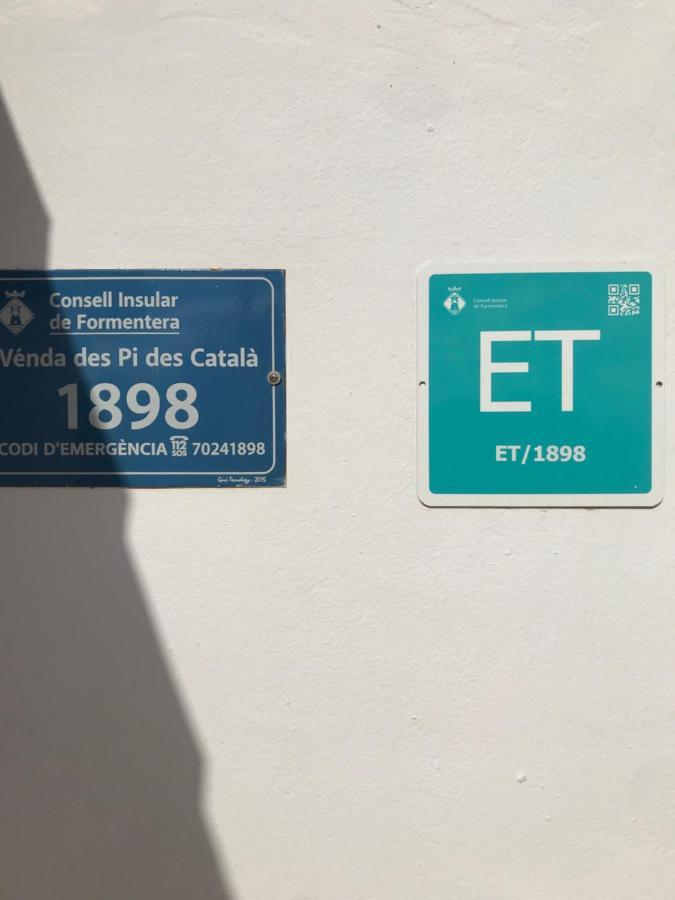 Consell Insular
de Formentera
Vénda des Pi des Català
1898
CODI D'EMERGÈNCIA 112 SOS 70241898
Consell Insular
de Formentera
ET
ET/1898